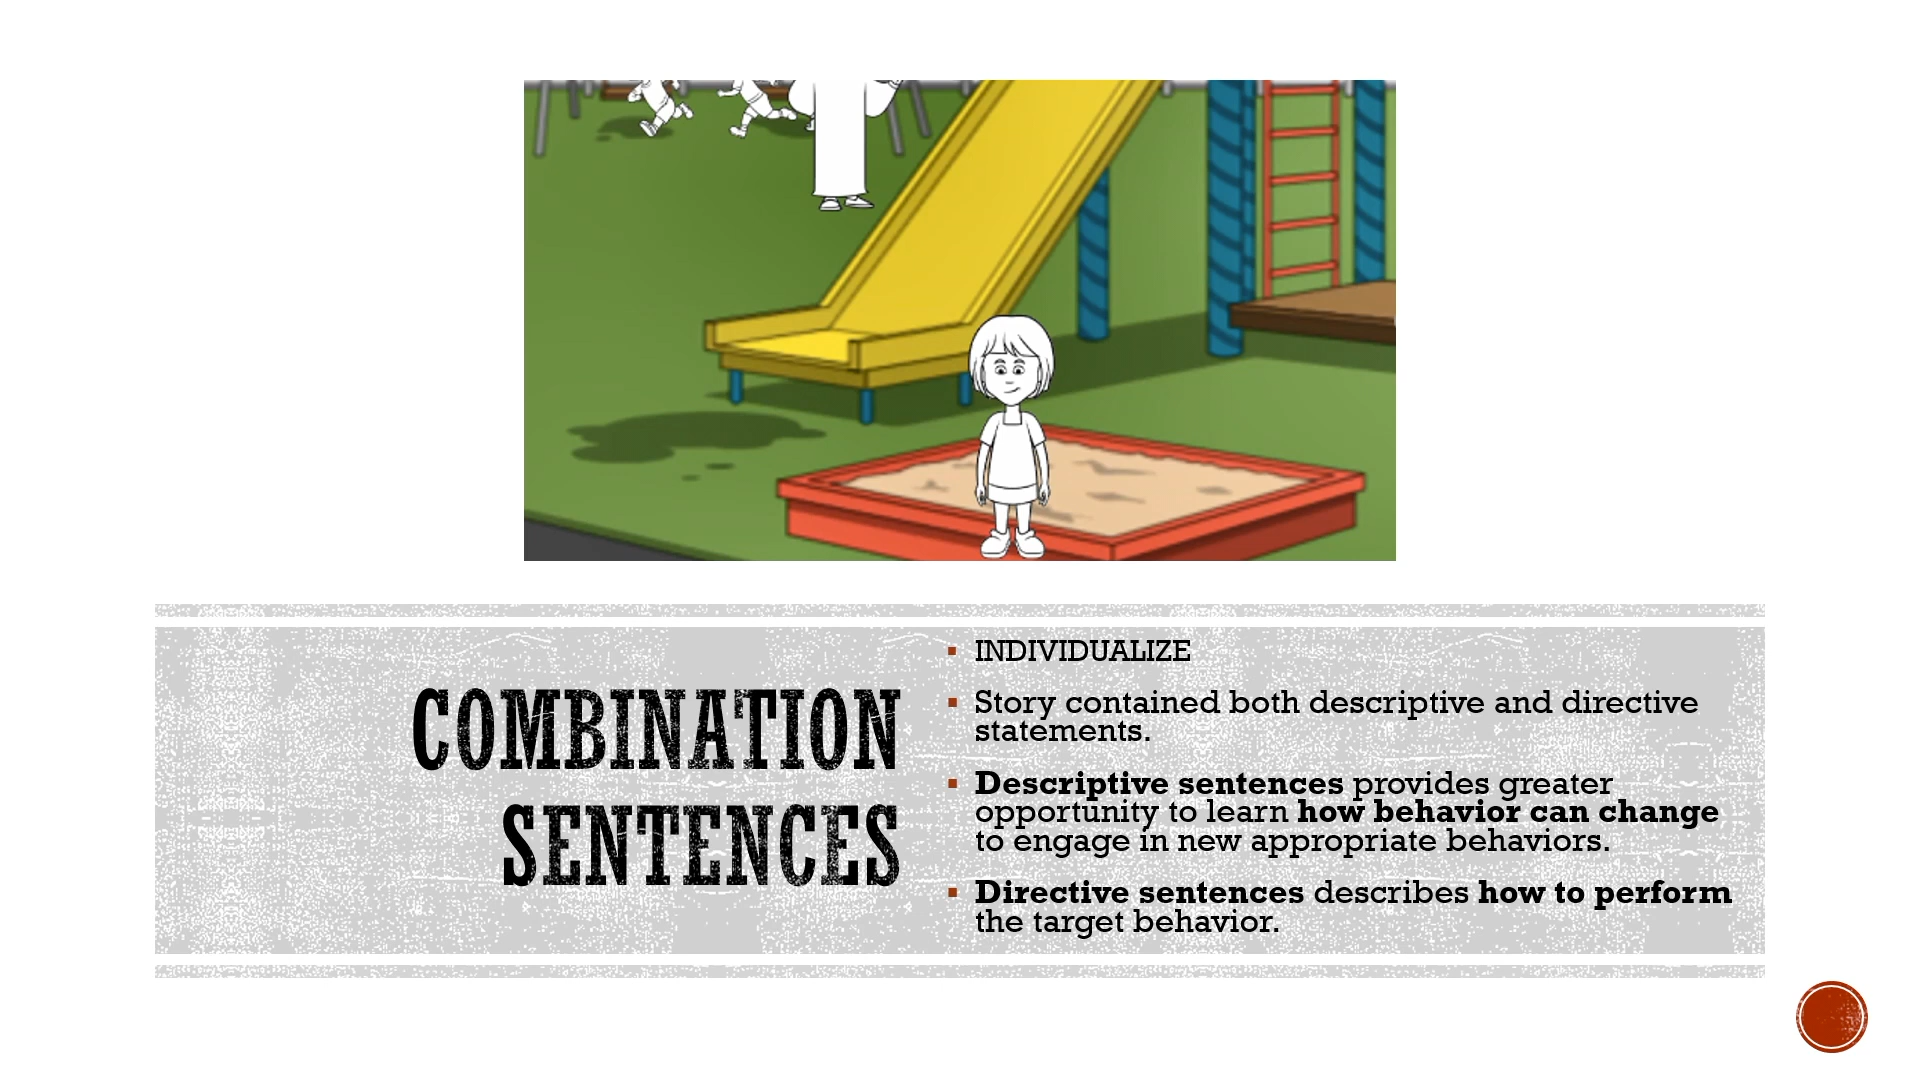 COMBINATION
SENTENCES
▪ INDIVIDUALIZE
▪ Story contained both descriptive and directive
statements.
▪ Descriptive sentences provides greater
opportunity to learn how behavior can change
to engage in new appropriate behaviors.
▪ Directive sentences describes how to perform
the target behavior.